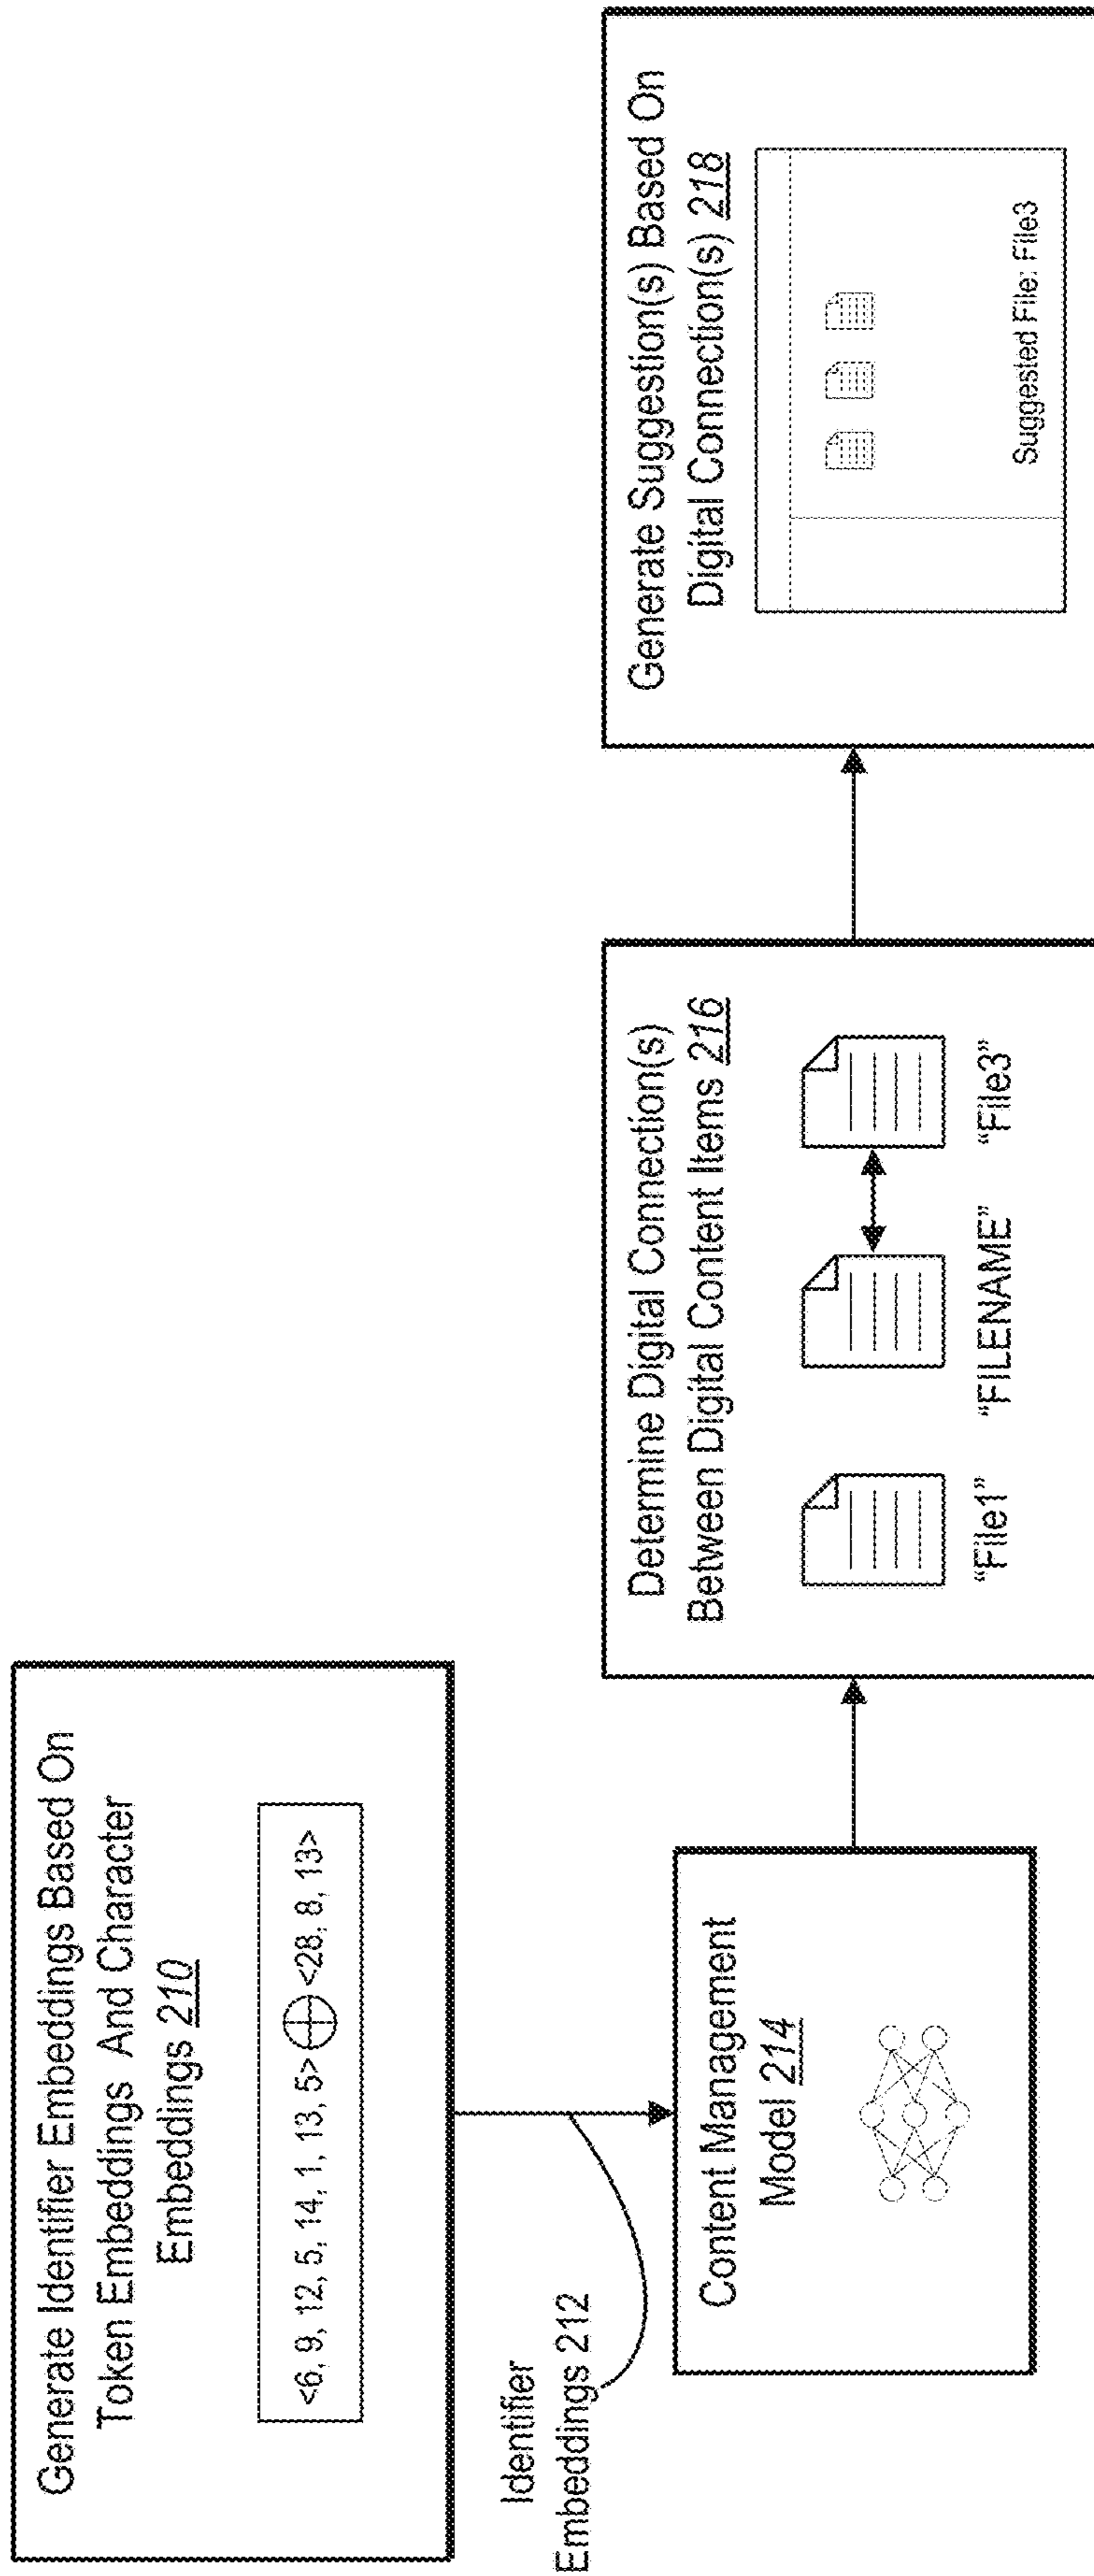 Generate Identifier Embeddings Based On
Token Embeddings And Character
Embeddings 210
<6, 9, 12, 5, 14, 1, 13, 5>⊕<28, 8, 13>
Identifier
Embeddings 212
Content Management
Model 214
Determine Digital Connection(s)
Between Digital Content Items 216
“File1” “FILENAME” “File3”
Generate Suggestion(s) Based On
Digital Connection(s) 218
Suggested File: File3